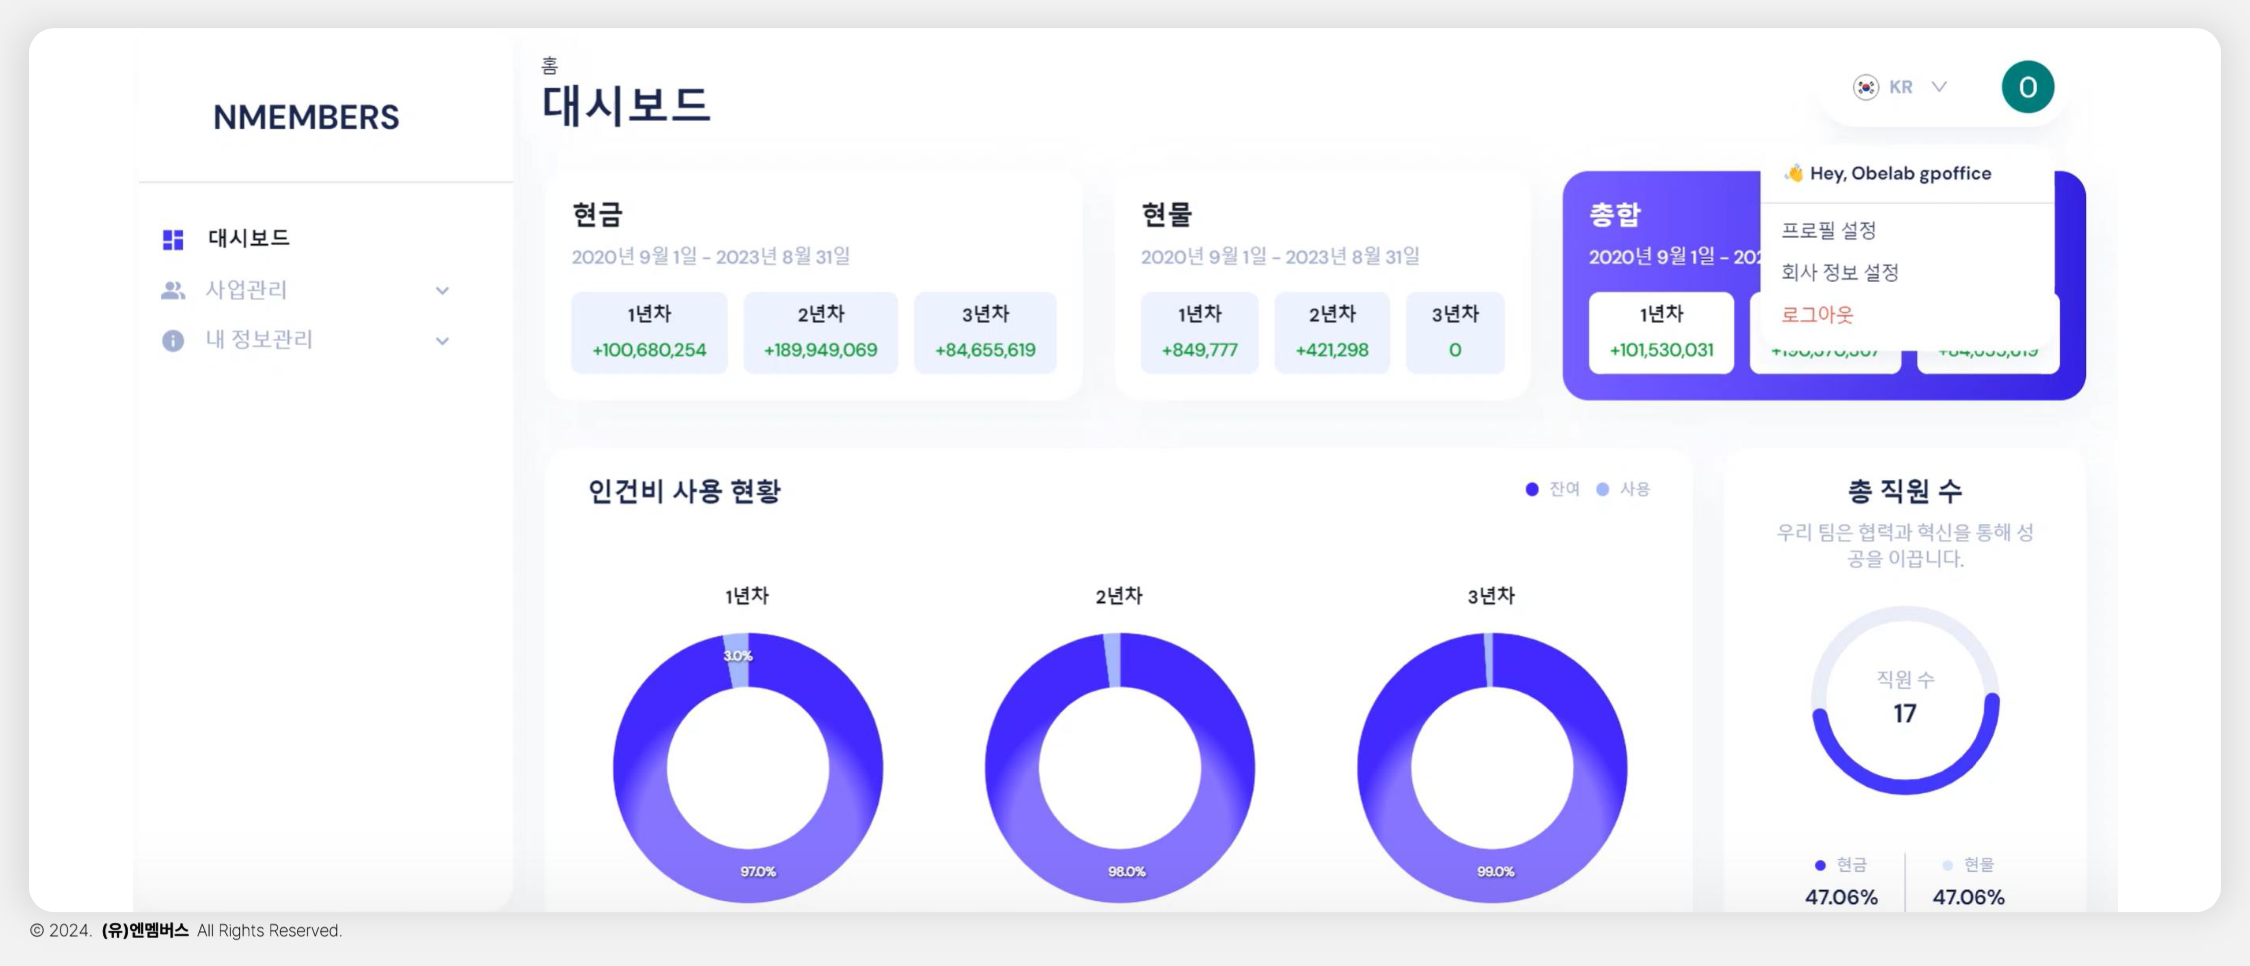 NMEMBERS
대시보드
사업관리
내 정보관리
홈
대시보드
KR
O
👋 Hey, Obelab gpoffice
프로필 설정
회사 정보 설정
로그아웃
현금
2020년 9월 1일 - 2023년 8월 31일
1년차 2년차 3년차
+100,680,254 +189,949,069 +84,655,619
현물
2020년 9월 1일 - 2023년 8월 31일
1년차 2년차 3년차
+849,777 +421,298 0
총합
2020년 9월 1일 -
1년차
+101,530,031
인건비 사용 현황
잔여 사용
1년차 2년차 3년차
3.0%
97.0% 98.0% 99.0%
총 직원 수
우리 팀은 협력과 혁신을 통해 성
공을 이끕니다.
직원 수
17
현금 현물
47.06% 47.06%
© 2024. (유)엔멤버스 All Rights Reserved.